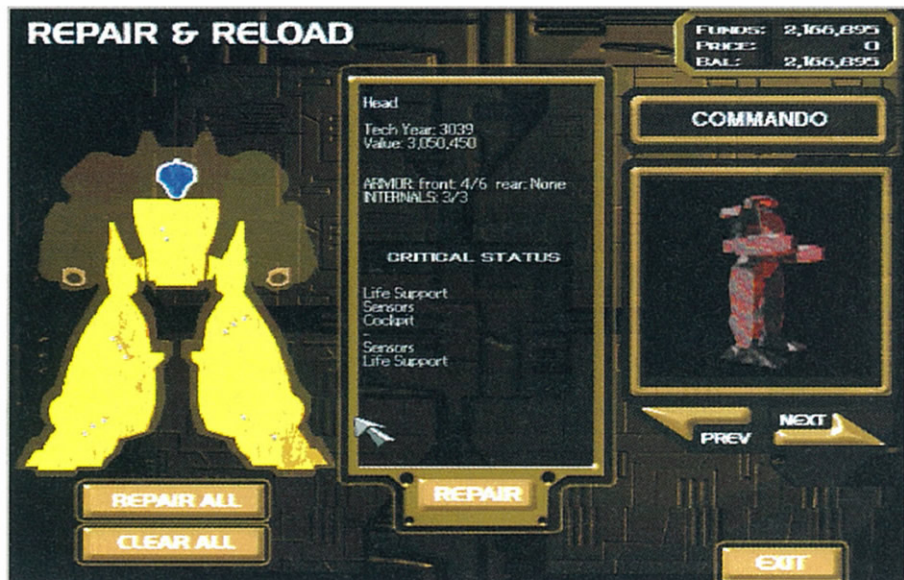 REPAIR & RELOAD
FUNDS: 2,166,895
PRICE: 0
BAL: 2,166,895
COMMANDO
Head
Tech Year: 3039
Value: 3,050,450
ARMOR: front: 4/6 rear: None
INTERNALS: 3/3
CRITICAL STATUS
Life Support
Sensors
Cockpit
-
Sensors
Life Support
PREV
NEXT
REPAIR
REPAIR ALL
CLEAR ALL
EXIT